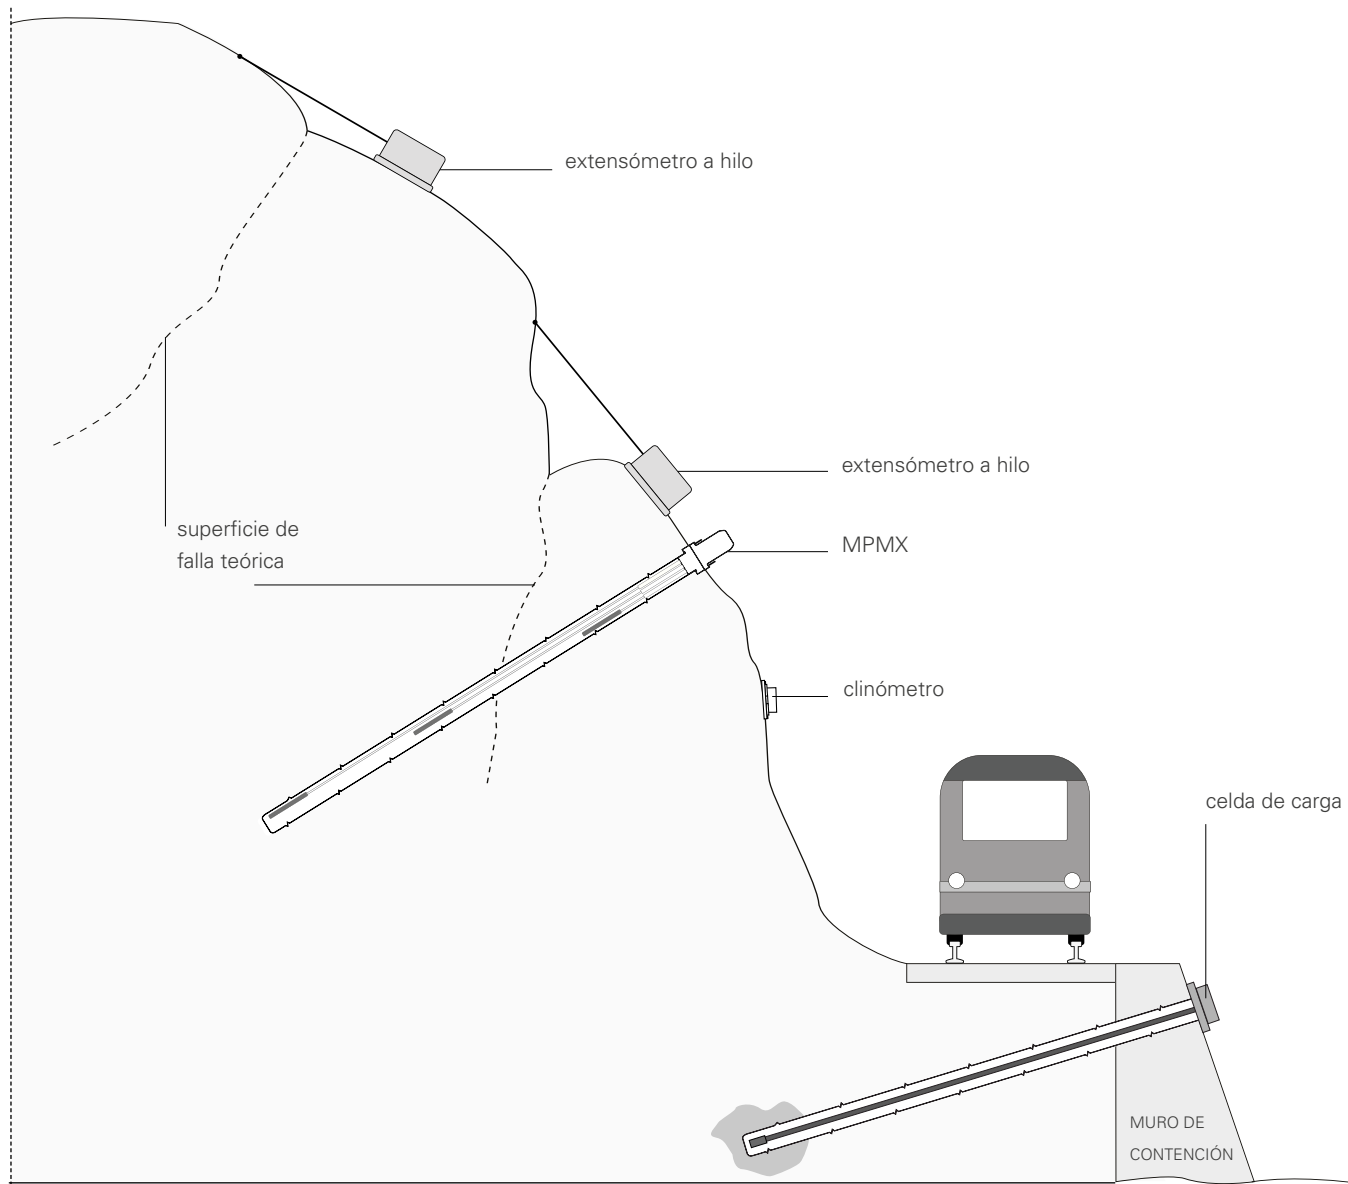 extensómetro a hilo
extensómetro a hilo
superficie de
falla teórica
MPMX
clinómetro
celda de carga
MURO DE
CONTENCIÓN